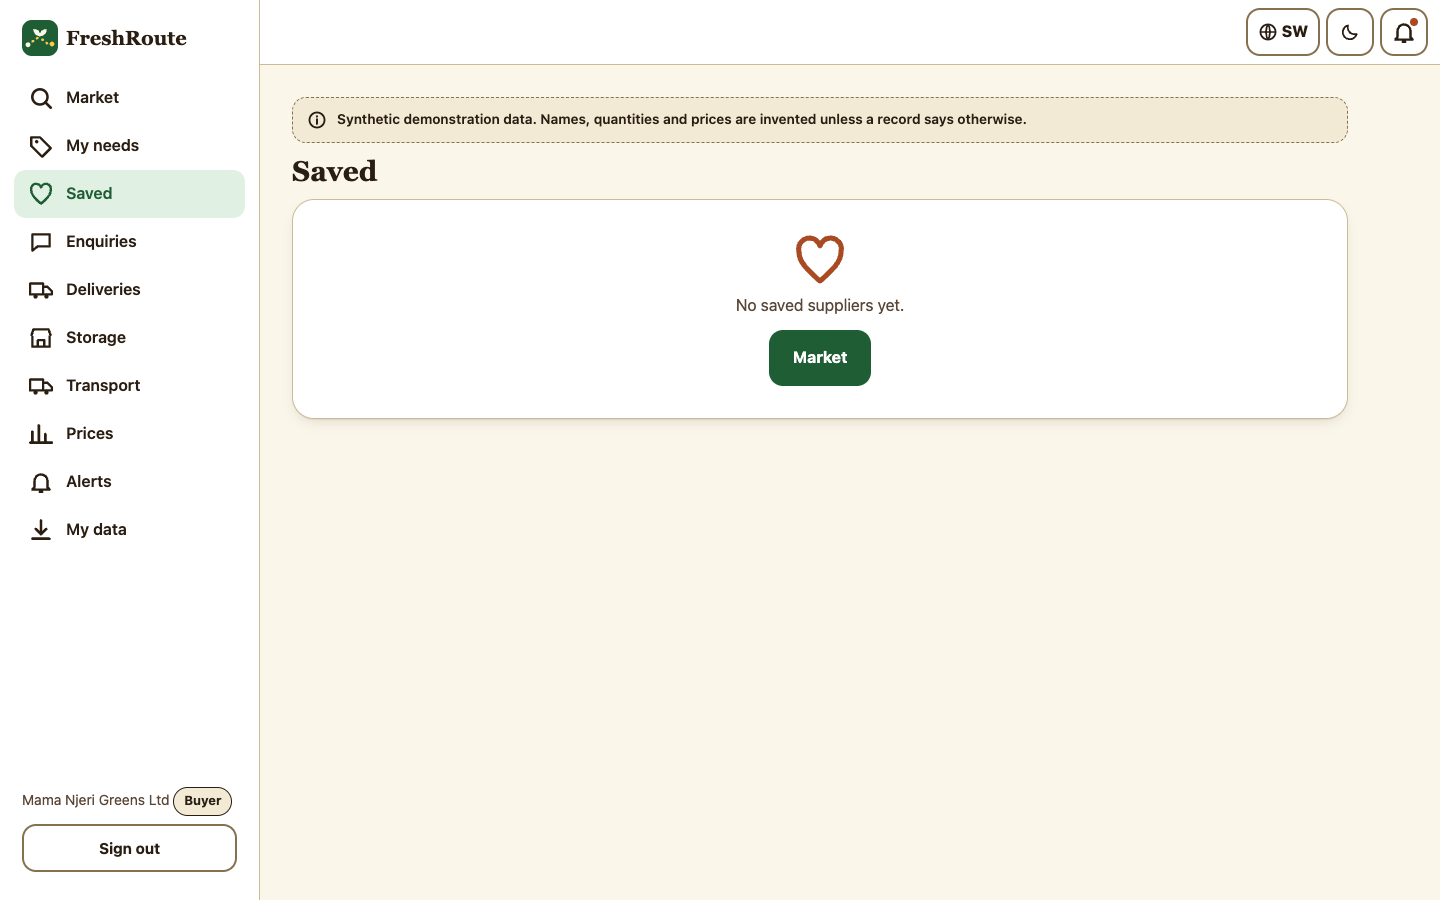 FreshRoute
Market
My needs
Saved
Enquiries
Deliveries
Storage
Transport
Prices
Alerts
My data
Mama Njeri Greens Ltd Buyer
Sign out
SW
Synthetic demonstration data. Names, quantities and prices are invented unless a record says otherwise.
Saved
No saved suppliers yet.
Market